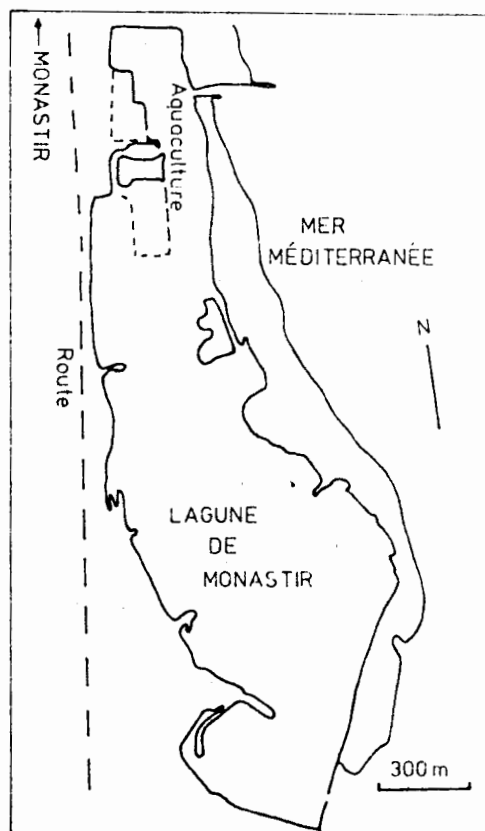 MONASTIR
Aquaculture
MER
MÉDITERRANÉE
N
Route
LAGUNE
DE
MONASTIR
300 m